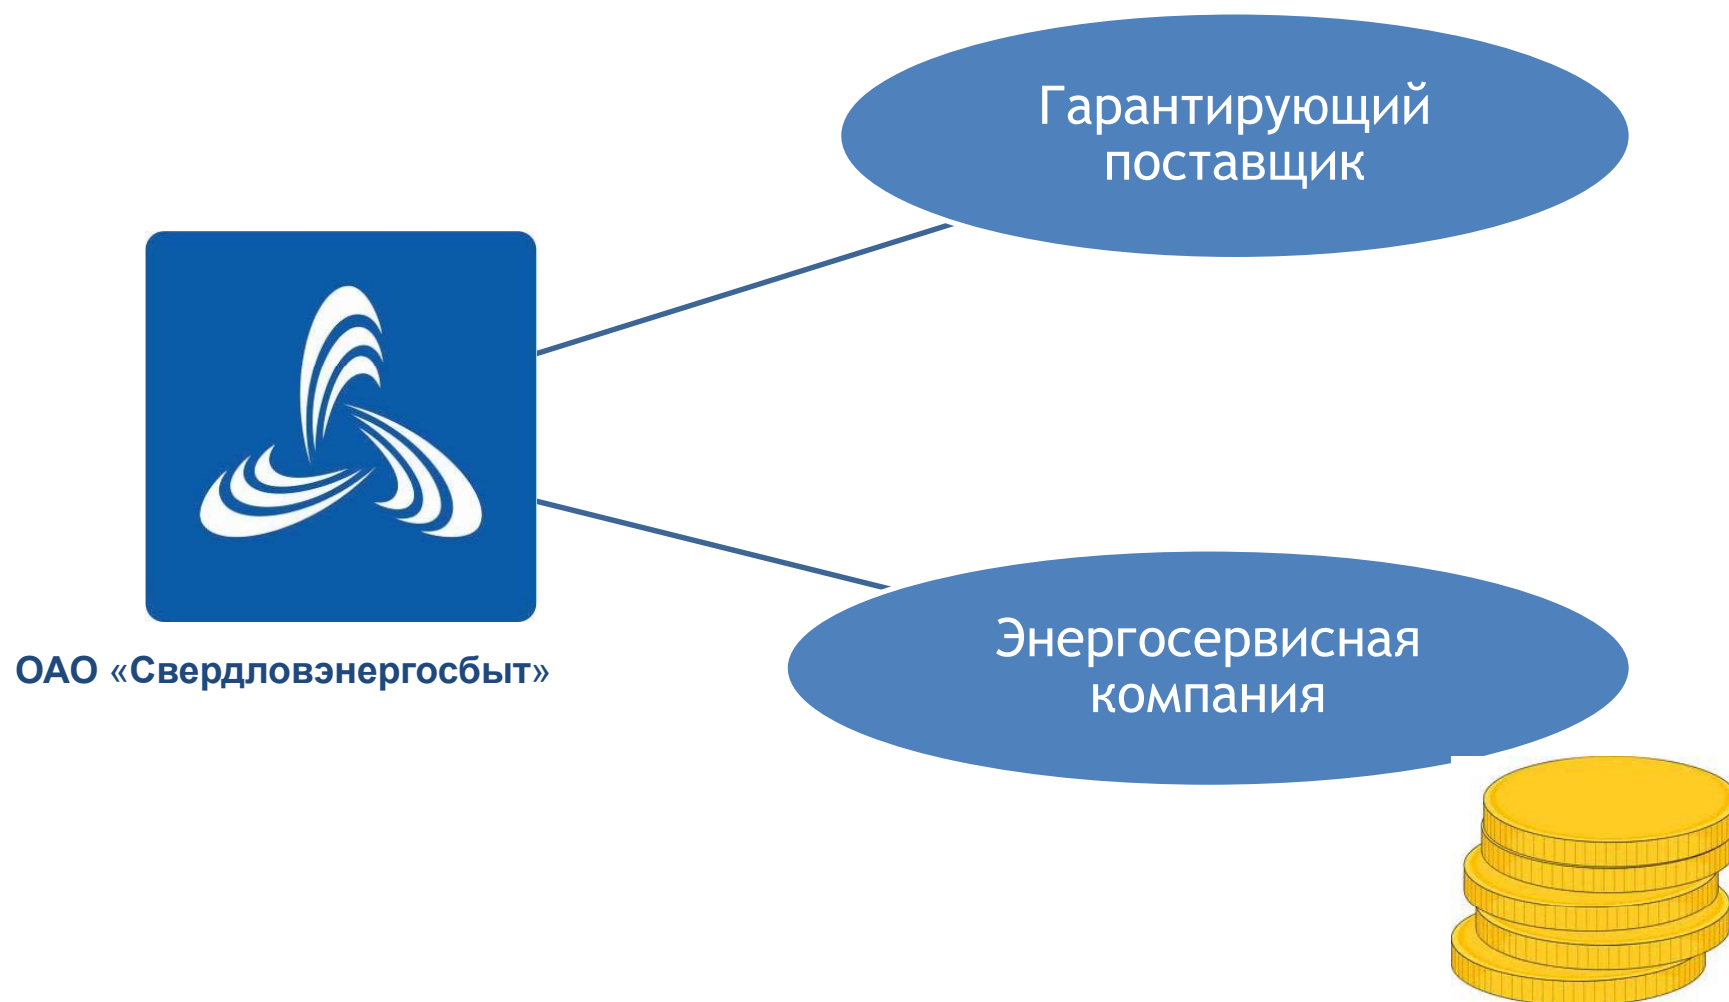 Гарантирующий
поставщик
ОАО «Свердловэнергосбыт»
Энергосервисная
компания